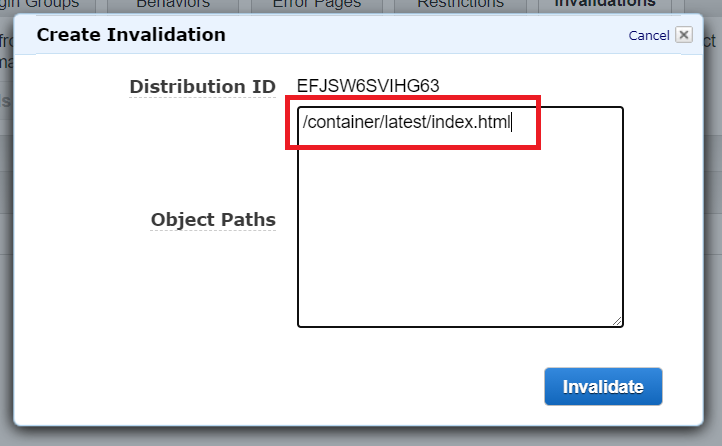 gin Groups Behaviors Error Pages Restrictions Invalidations
Create Invalidation Cancel
Distribution ID EFJSW6SVIHG63
/container/latest/index.html
Object Paths
Invalidate